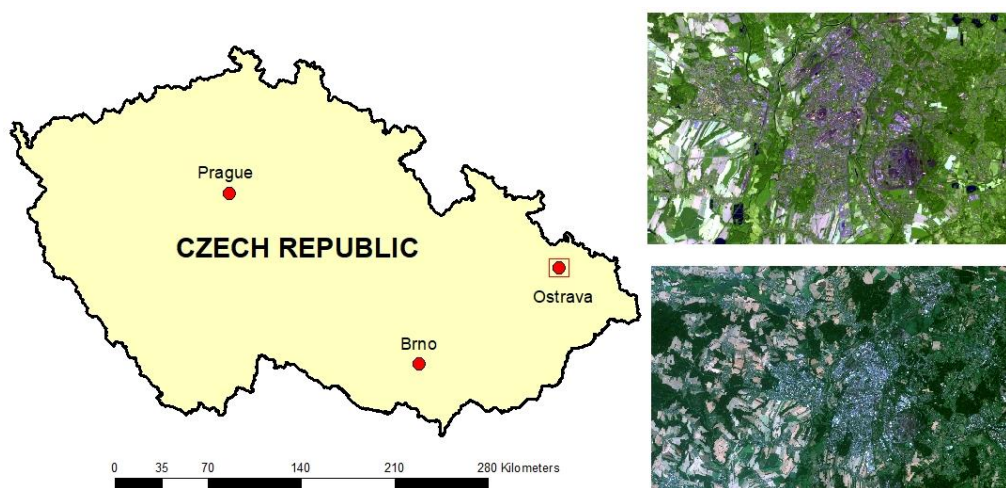 Prague
CZECH REPUBLIC
Ostrava
Brno
0 35 70 140 210 280 Kilometers